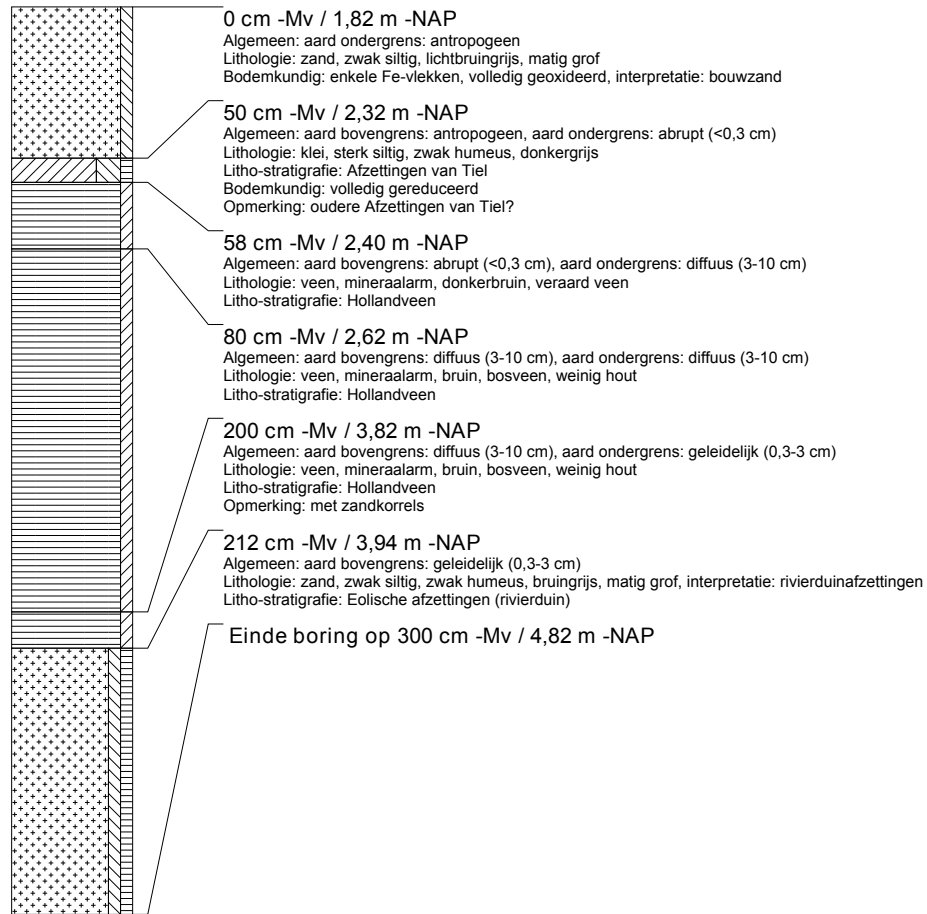 0 cm -Mv / 1,82 m -NAP
Algemeen: aard ondergrens: antropogeen
Lithologie: zand, zwak siltig, lichtbruingrijs, matig grof
Bodemkundig: enkele Fe-vlekken, volledig geoxideerd, interpretatie: bouwzand
50 cm -Mv / 2,32 m -NAP
Algemeen: aard bovengrens: antropogeen, aard ondergrens: abrupt (<0,3 cm)
Lithologie: klei, sterk siltig, zwak humeus, donkergrijs
Litho-stratigrafie: Afzettingen van Tiel
Bodemkundig: volledig gereduceerd
Opmerking: oudere Afzettingen van Tiel?
58 cm -Mv / 2,40 m -NAP
Algemeen: aard bovengrens: abrupt (<0,3 cm), aard ondergrens: diffuus (3-10 cm)
Lithologie: veen, mineraalarm, donkerbruin, veraard veen
Litho-stratigrafie: Hollandveen
80 cm -Mv / 2,62 m -NAP
Algemeen: aard bovengrens: diffuus (3-10 cm), aard ondergrens: diffuus (3-10 cm)
Lithologie: veen, mineraalarm, bruin, bosveen, weinig hout
Litho-stratigrafie: Hollandveen
200 cm -Mv / 3,82 m -NAP
Algemeen: aard bovengrens: diffuus (3-10 cm), aard ondergrens: geleidelijk (0,3-3 cm)
Lithologie: veen, mineraalarm, bruin, bosveen, weinig hout
Litho-stratigrafie: Hollandveen
Opmerking: met zandkorrels
212 cm -Mv / 3,94 m -NAP
Algemeen: aard bovengrens: geleidelijk (0,3-3 cm)
Lithologie: zand, zwak siltig, zwak humeus, bruingrijs, matig grof, interpretatie: rivierduinafzettingen
Litho-stratigrafie: Eolische afzettingen (rivierduin)
Einde boring op 300 cm -Mv / 4,82 m -NAP